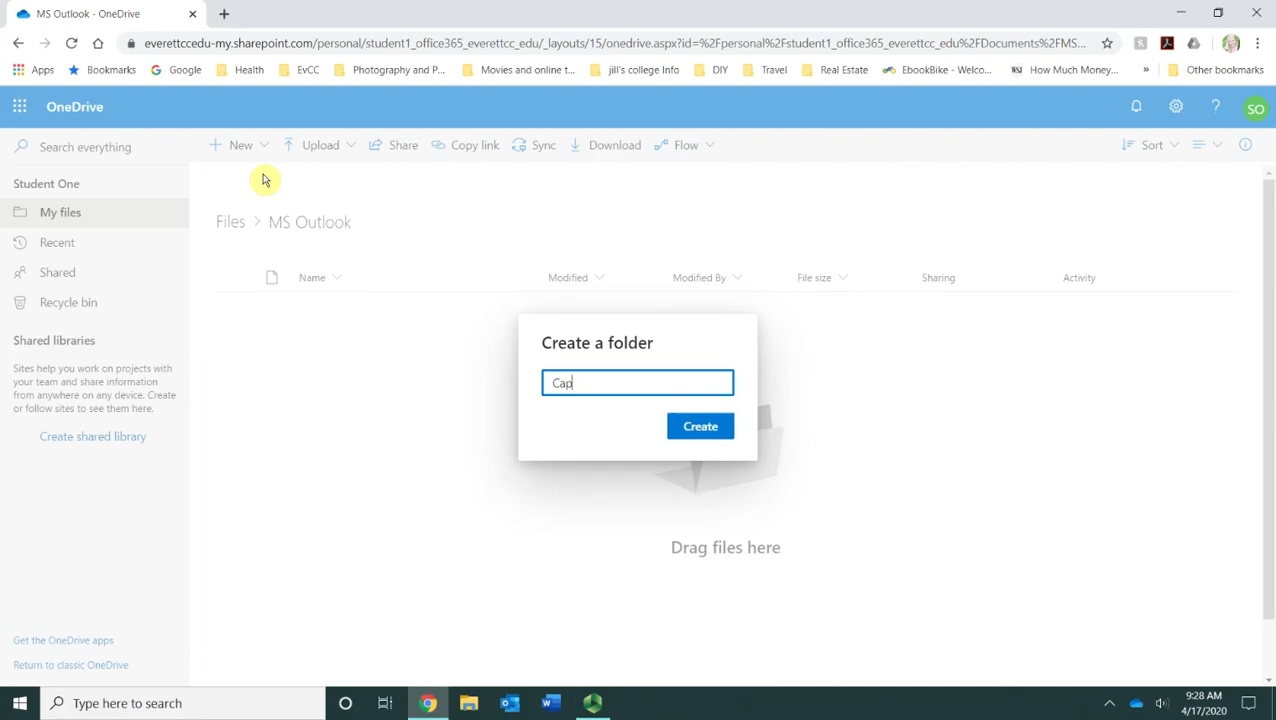 MS Outlook - OneDrive
everettccedu-my.sharepoint.com/personal/student1_office365_everettcc_edu/_layouts/15/onedrive.aspx?id=%2Fpersonal%2Fstudent1_office365_everettcc_edu%2FDocuments%2FMS...
Apps Bookmarks Google Health EvCC Photography and P... Movies and online t... jill's college Info DIY Travel Real Estate EbookBike - Welco... WSJ How Much Money... » Other bookmarks
OneDrive SO
Search everything New Upload Share Copy link Sync Download Flow Sort
Student One
My files
Recent
Shared
Recycle bin
Shared libraries
Sites help you work on projects with
your team and share information
from anywhere on any device. Create
or follow sites to see them here.
Create shared library
Get the OneDrive apps
Return to classic OneDrive
Files > MS Outlook
Name Modified Modified By File size Sharing Activity
Create a folder
Cap
Create
Drag files here
Type here to search
9:28 AM
4/17/2020